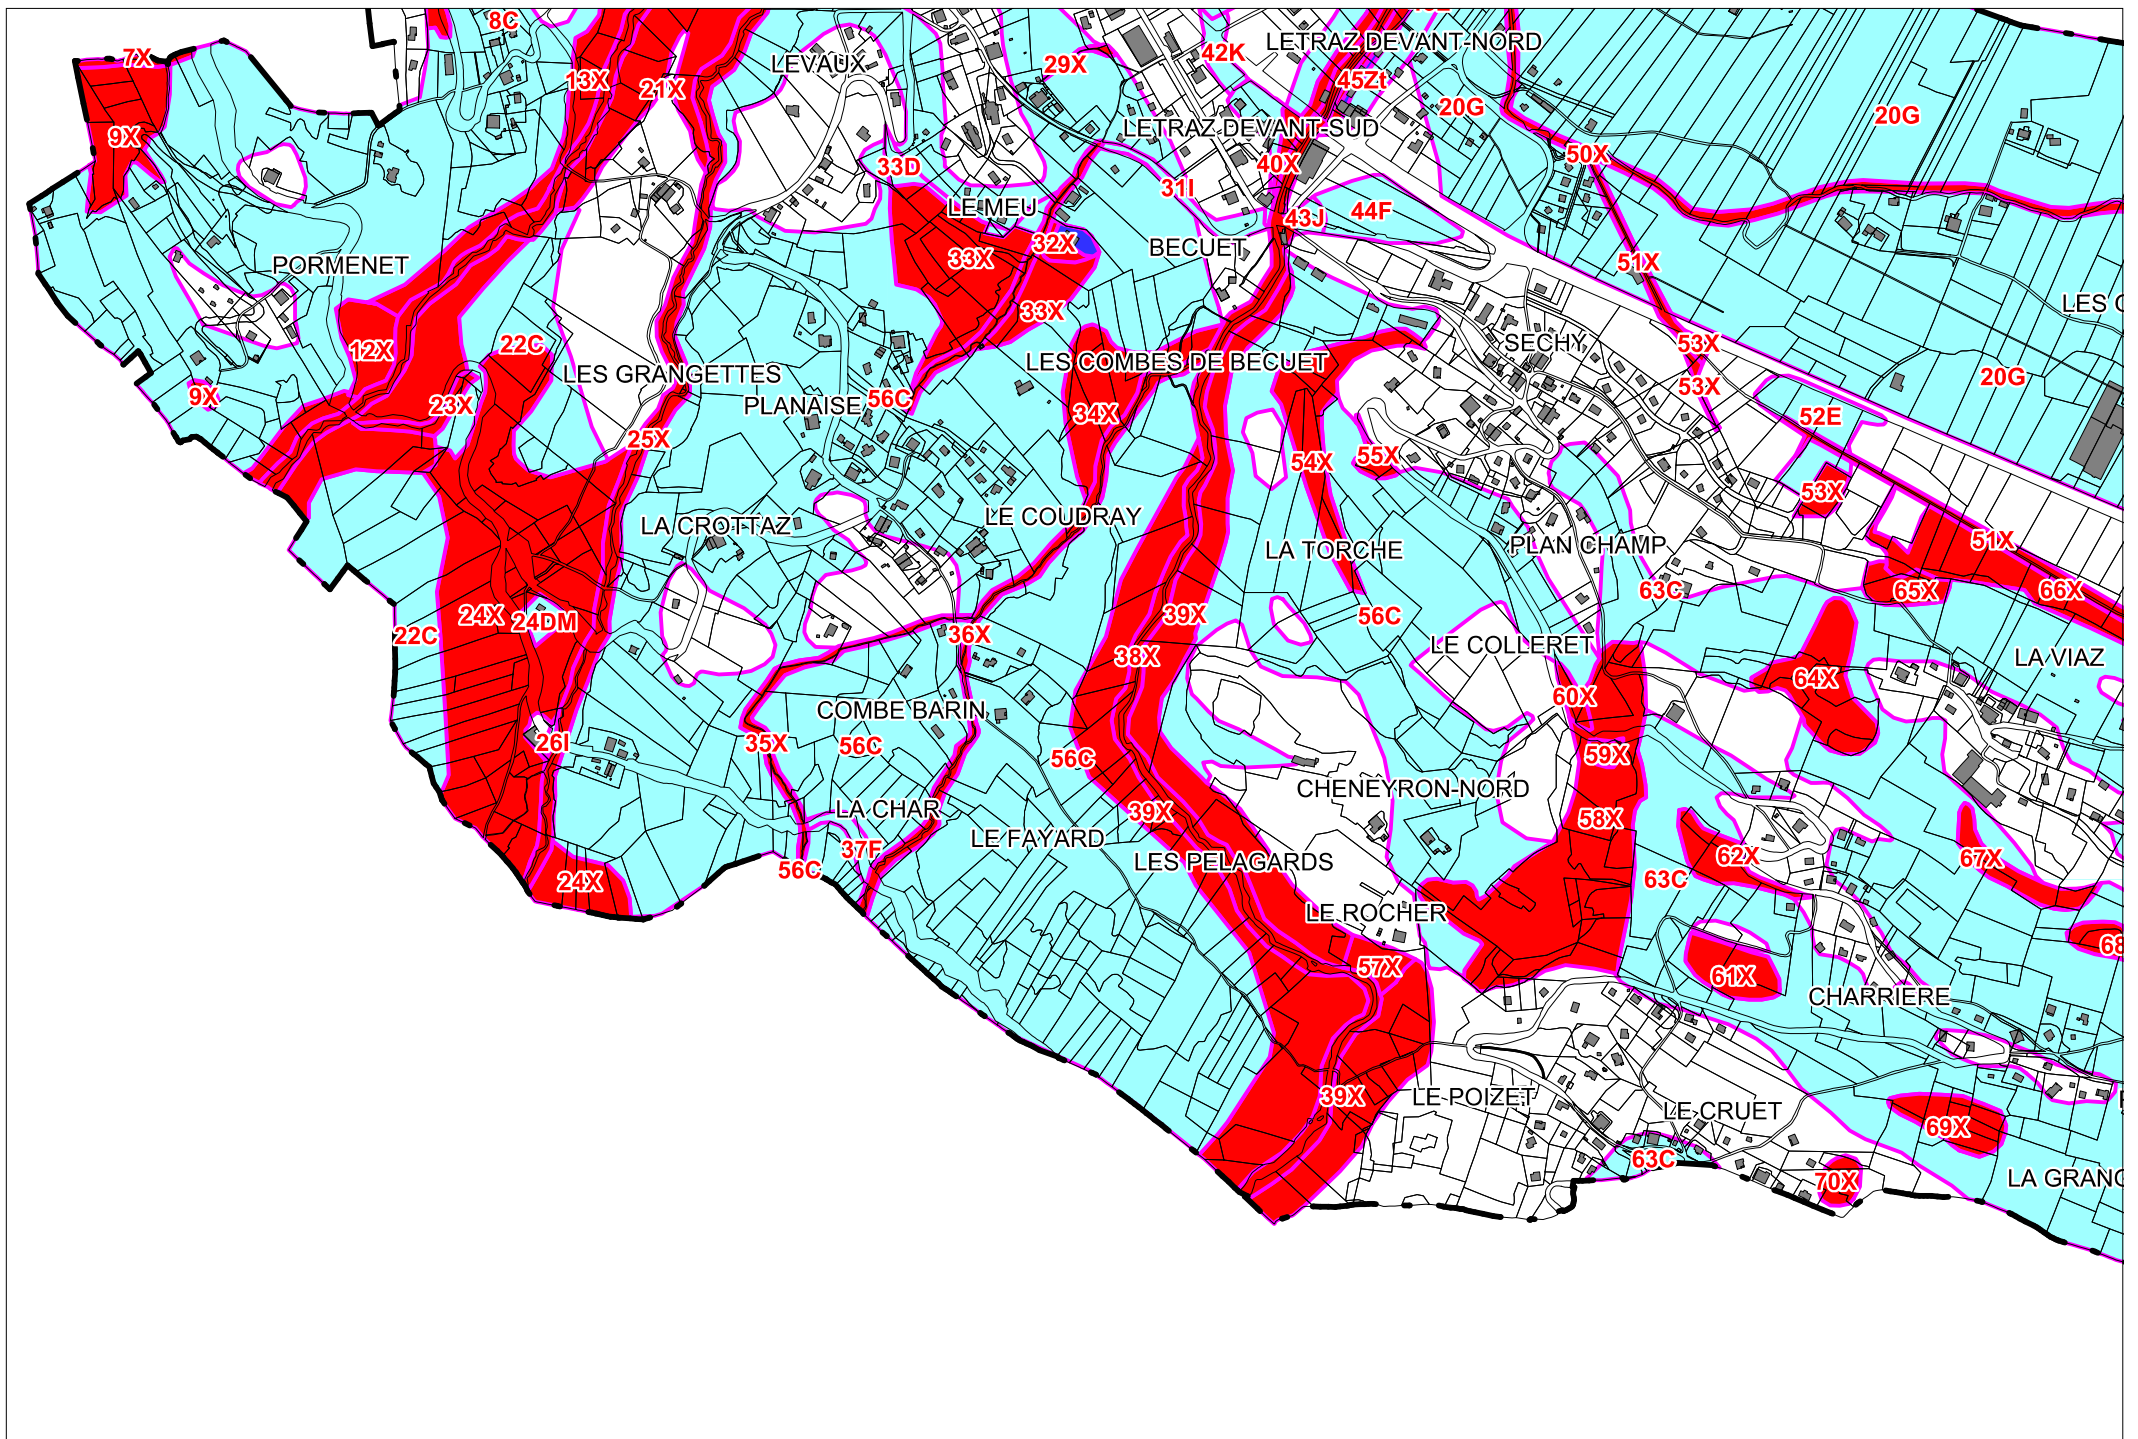 8C
7X
13X
21X
LEVAUX
29X
42K
LETRAZ DEVANT-NORD
45Zt
20G
20G
9X
LETRAZ DEVANT-SUD
33D
31I
40X
50X
LE MEU
43J
44F
32X
BECUET
33X
51X
PORMENET
33X
LES
12X
22C
LES GRANGETTES
LES COMBES DE BECUET
SECHY
53X
53X
20G
9X
23X
PLANAISE
56C
34X
52E
25X
54X
55X
53X
LA CROTTAZ
LE COUDRAY
LA TORCHE
PLAN CHAMP
51X
22C
24X
24DM
36X
39X
56C
63C
65X
66X
38X
LE COLLERET
LA VIAZ
64X
60X
COMBE BARIN
26I
35X
56C
56C
59X
LA CHAR
39X
CHENEYRON-NORD
58X
37F
LE FAYARD
LES PELAGARDS
62X
67X
24X
56C
63C
LE ROCHER
68
57X
61X
CHARRIERE
39X
LE POIZET
LE CRUET
69X
63C
70X
LA GRANG